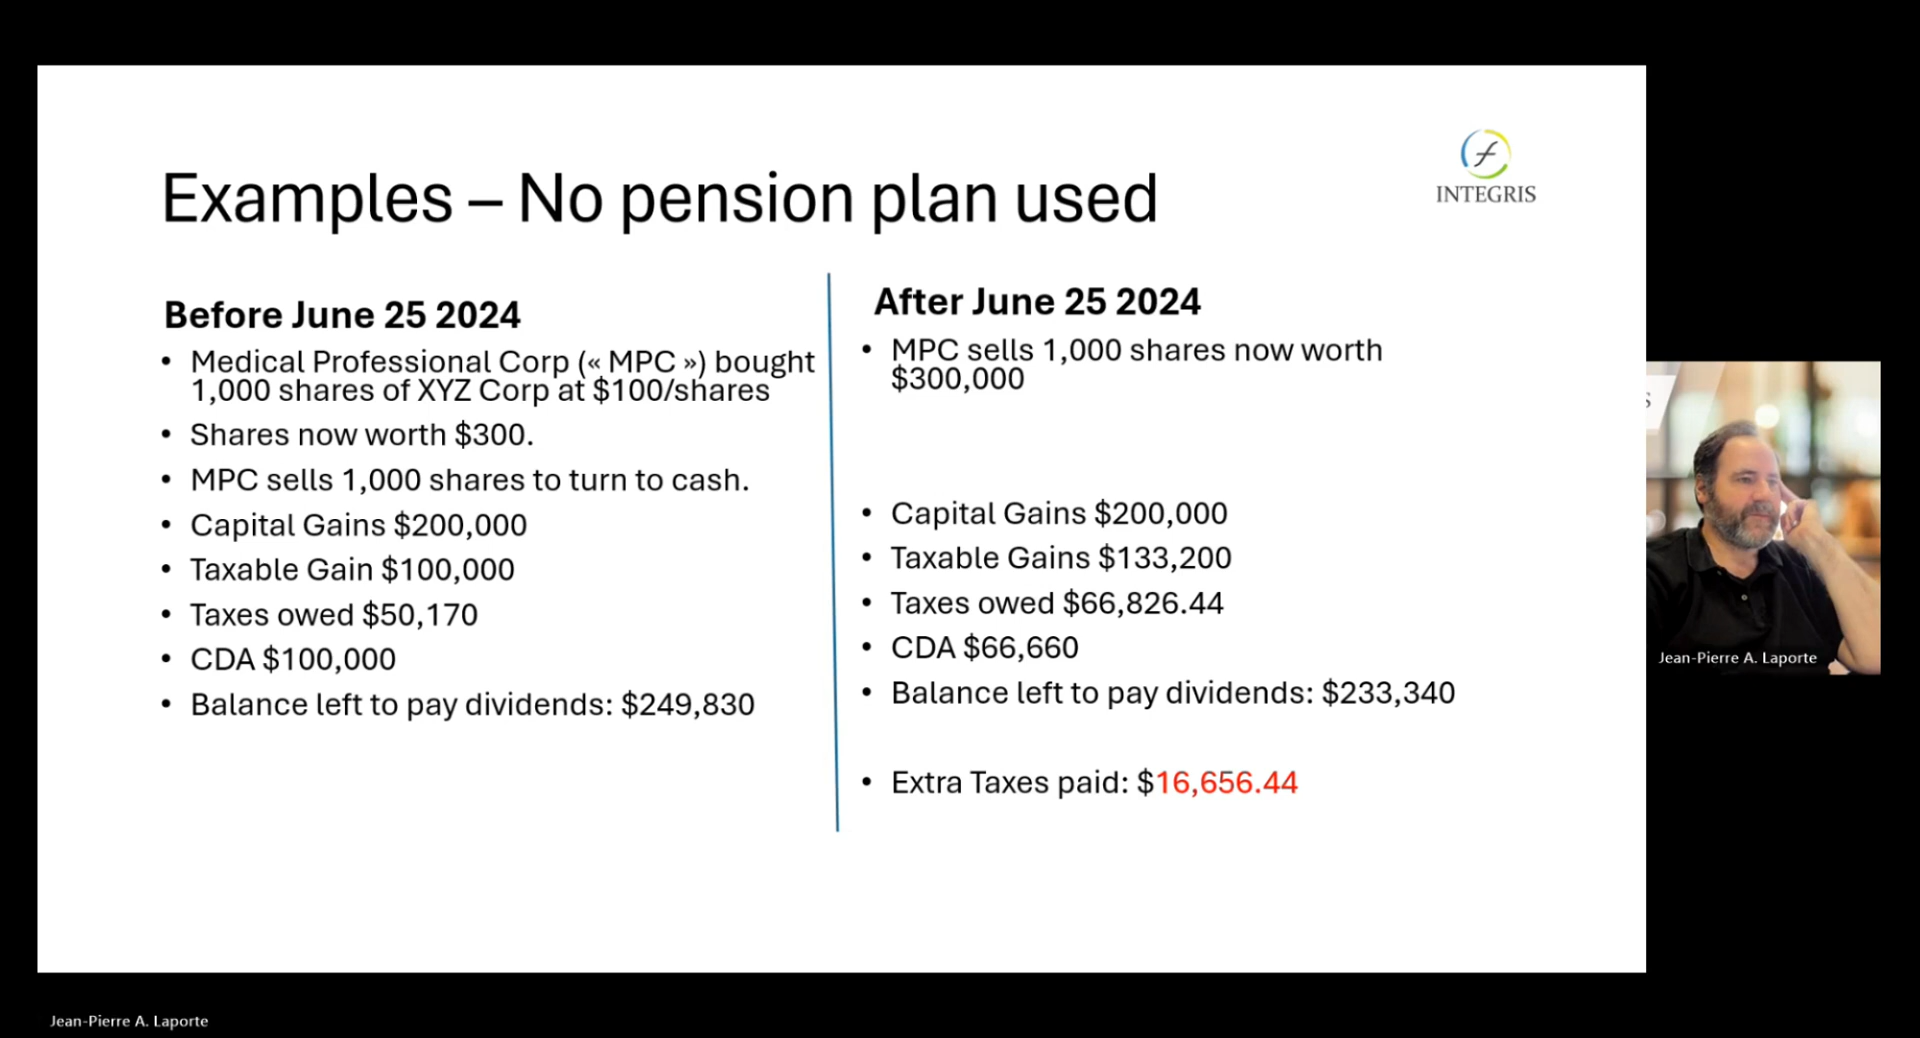 Examples – No pension plan used
INTEGRIS
Before June 25 2024
• Medical Professional Corp (« MPC ») bought
1,000 shares of XYZ Corp at $100/shares
• Shares now worth $300.
• MPC sells 1,000 shares to turn to cash.
• Capital Gains $200,000
• Taxable Gain $100,000
• Taxes owed $50,170
• CDA $100,000
• Balance left to pay dividends: $249,830
After June 25 2024
• MPC sells 1,000 shares now worth
$300,000
• Capital Gains $200,000
• Taxable Gains $133,200
• Taxes owed $66,826.44
• CDA $66,660
• Balance left to pay dividends: $233,340
• Extra Taxes paid: $16,656.44
S
Jean-Pierre A. Laporte
Jean-Pierre A. Laporte